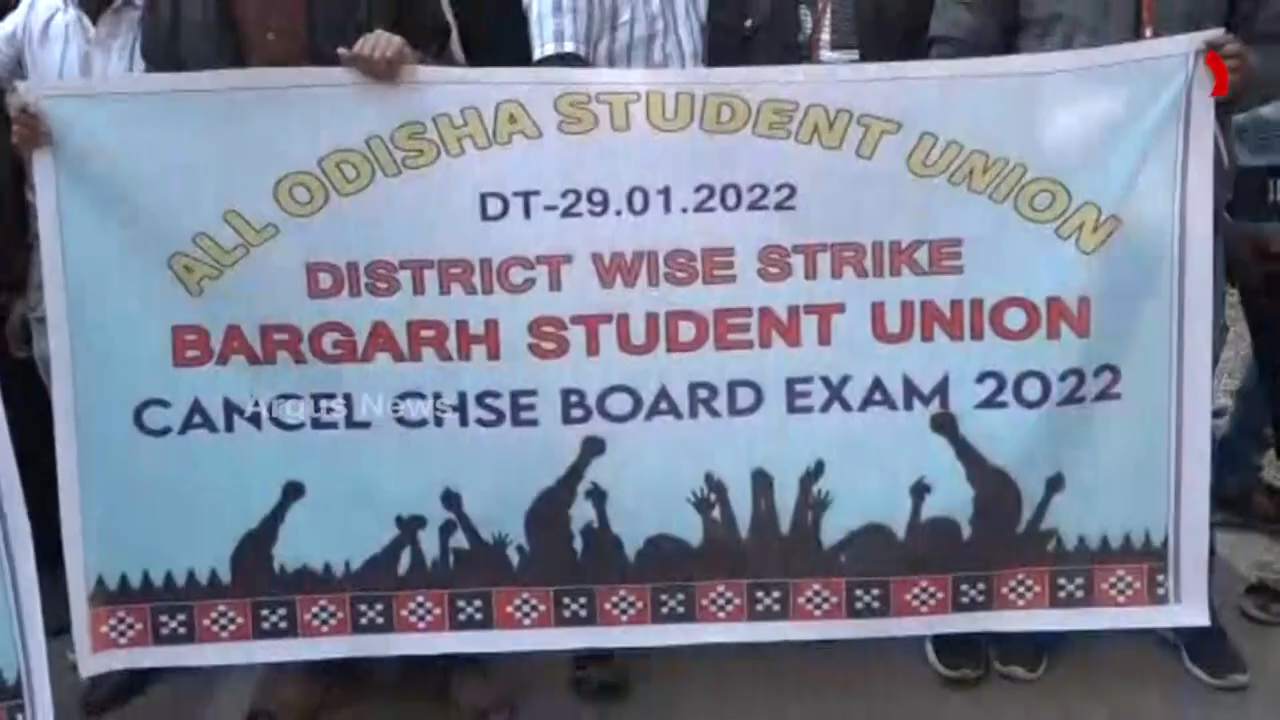 ALL ODISHA STUDENT UNION
DT-29.01.2022
DISTRICT WISE STRIKE
BARGARH STUDENT UNION
CANCEL CHSE BOARD EXAM 2022
Argus News